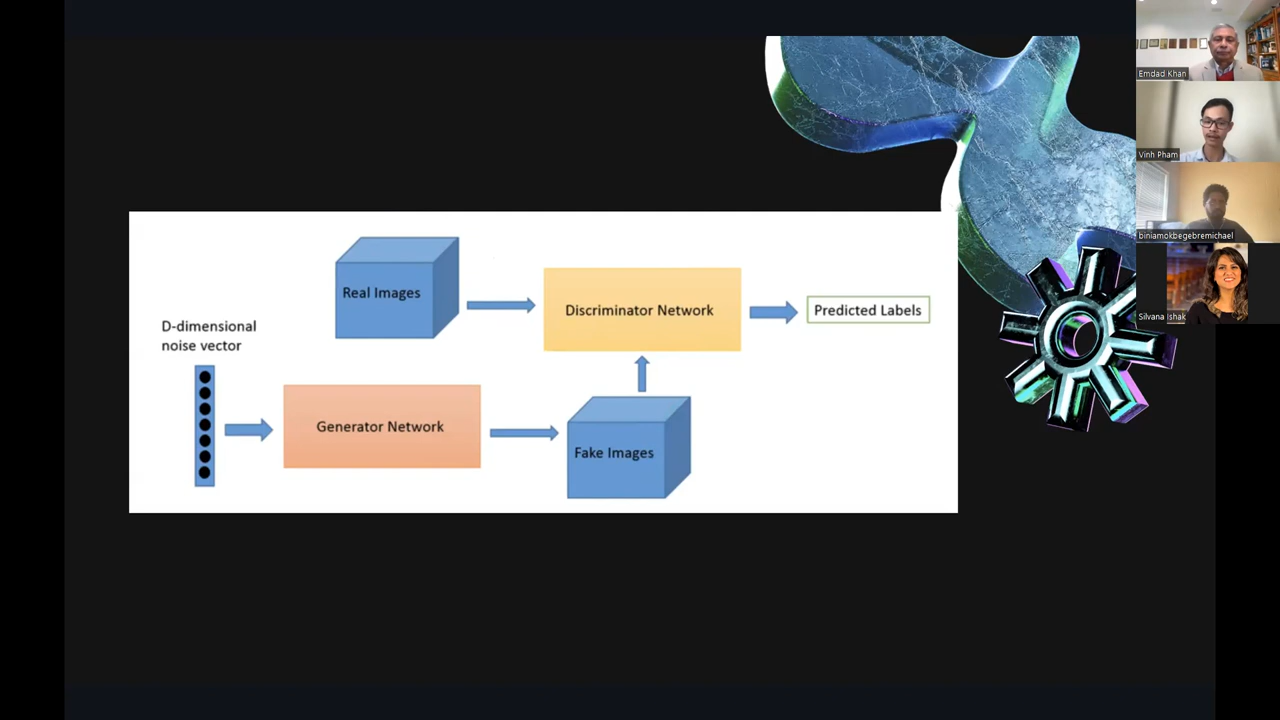 Real Images
Discriminator Network
Predicted Labels
D-dimensional
noise vector
Generator Network
Fake Images
Emdad Khan
Vinh Pham
biniamokbegebremichael
Silvana Ishak